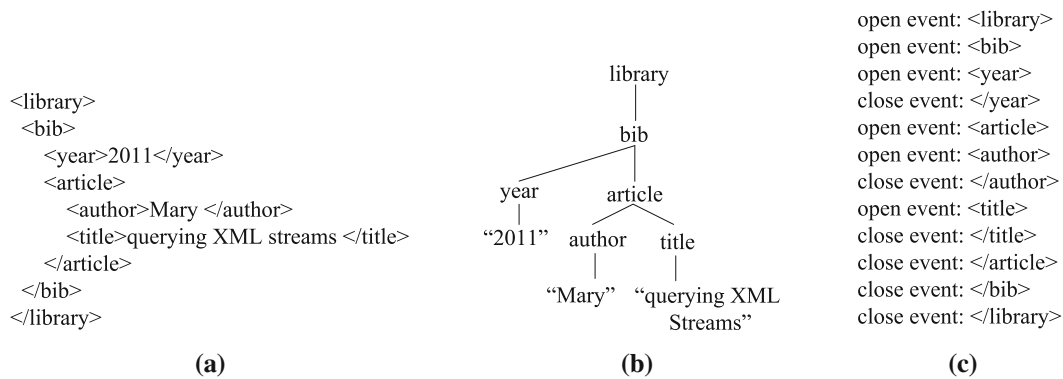 <library>
<bib>
<year>2011</year>
<article>
<author>Mary </author>
<title>querying XML streams </title>
</article>
</bib>
</library>
(a)
library
bib
year article
"2011" author title
"Mary" "querying XML
Streams"
(b)
open event: <library>
open event: <bib>
open event: <year>
close event: </year>
open event: <article>
open event: <author>
close event: </author>
open event: <title>
close event: </title>
close event: </article>
close event: </bib>
close event: </library>
(c)